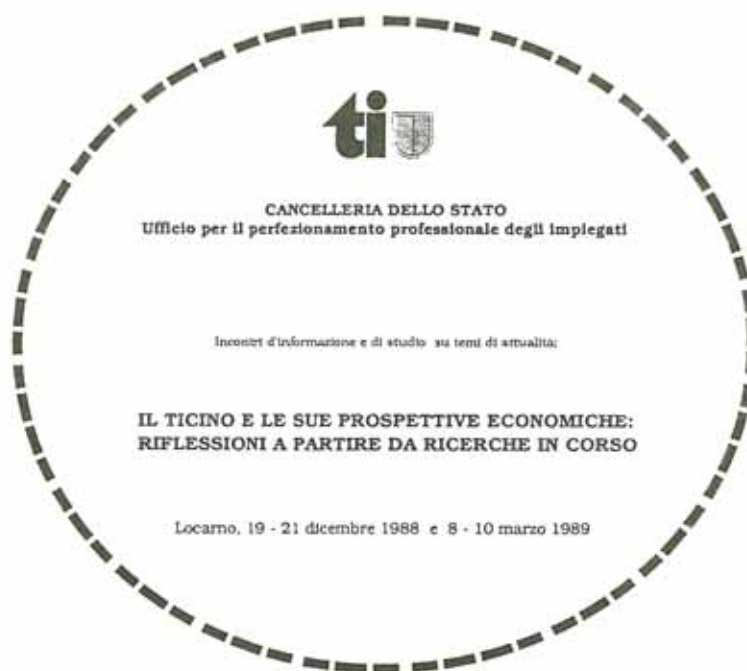 ti
CANCELLERIA DELLO STATO
Ufficio per il perfezionamento professionale degli impiegati
Incontri d'informazione e di studio su temi di attualità:
IL TICINO E LE SUE PROSPETTIVE ECONOMICHE:
RIFLESSIONI A PARTIRE DA RICERCHE IN CORSO
Locarno, 19 - 21 dicembre 1988 e 8 - 10 marzo 1989